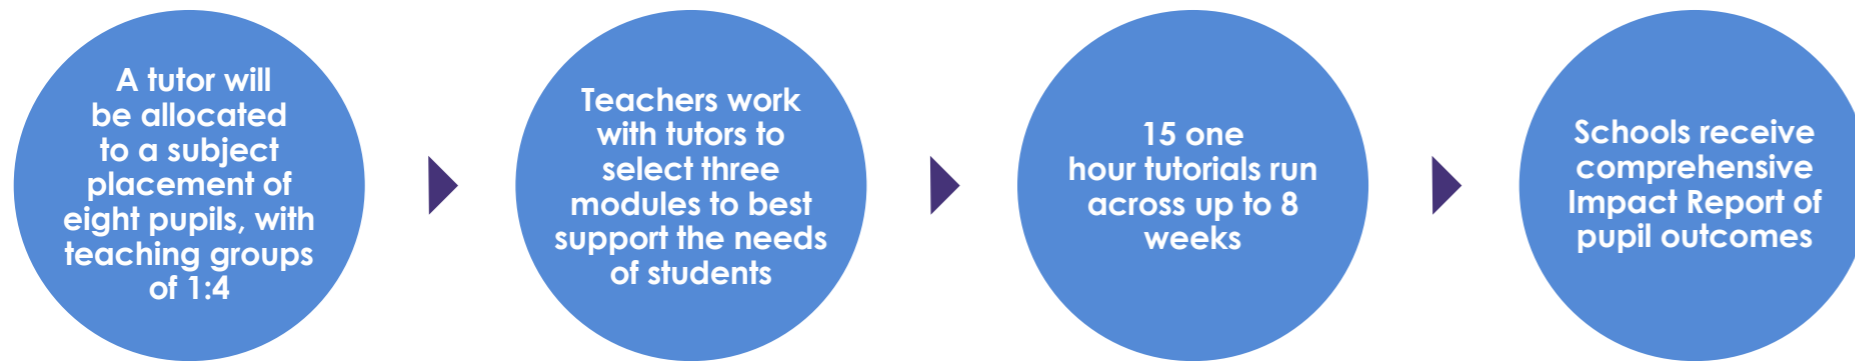 A tutor will
be allocated
to a subject
placement of
eight pupils, with
teaching groups
of 1:4
Teachers work
with tutors to
select three
modules to best
support the needs
of students
15 one
hour tutorials run
across up to 8
weeks
Schools receive
comprehensive
Impact Report of
pupil outcomes